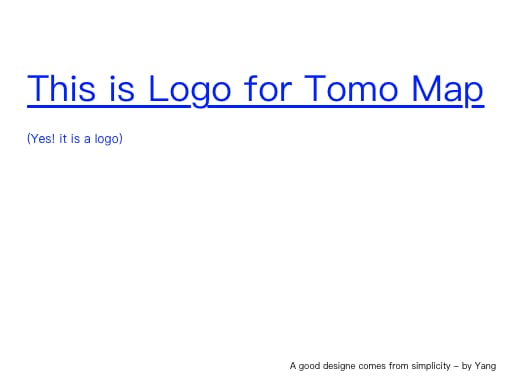 This is Logo for Tomo Map
(Yes! it is a logo)
A good designe comes from simplicity – by Yang